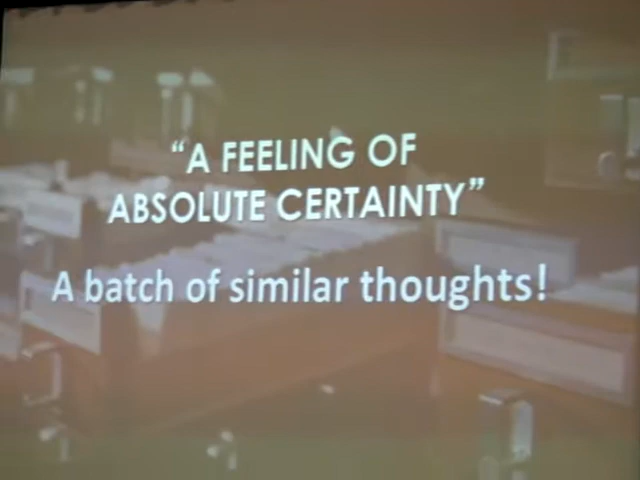 “A FEELING OF
ABSOLUTE CERTAINTY”
A batch of similar thoughts!